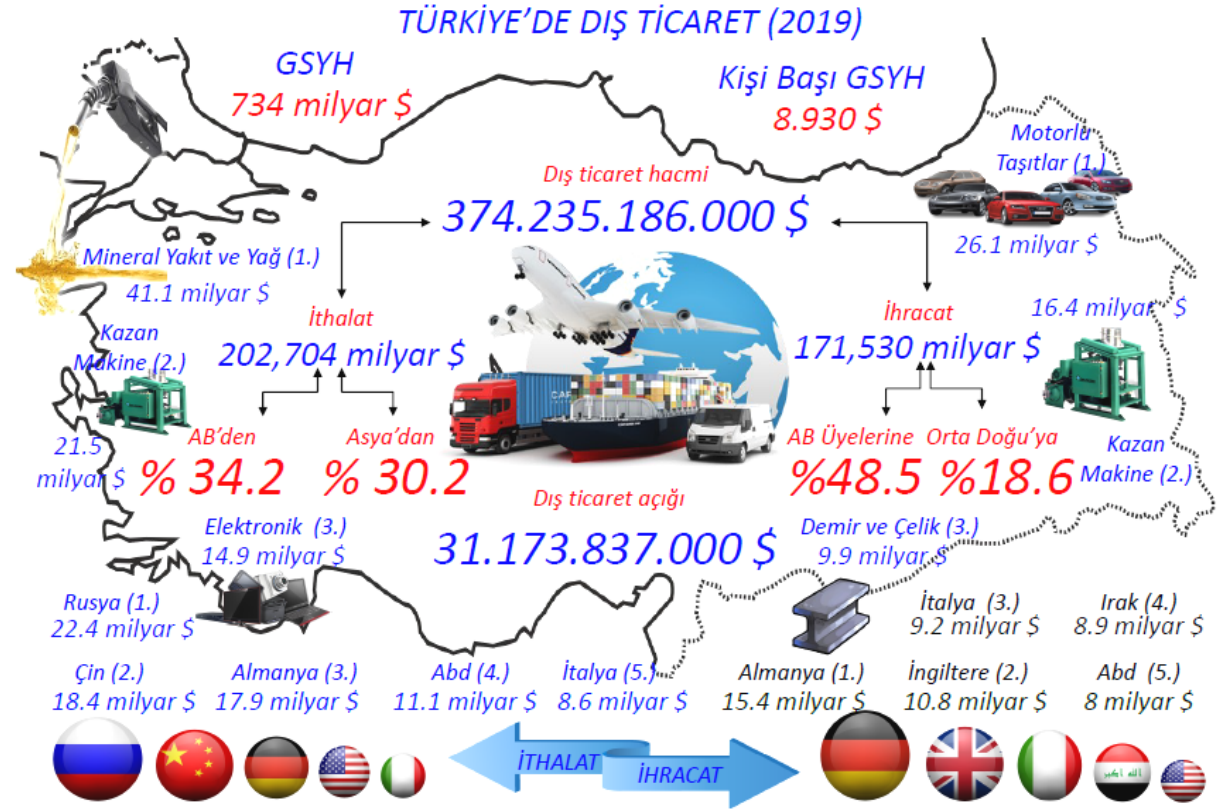 TÜRKİYE'DE DIŞ TİCARET (2019)
GSYH
734 milyar $
Kişi Başı GSYH
8.930 $
Motorlu
Taşıtlar (1.)
26.1 milyar $
Dış ticaret hacmi
374.235.186.000 $
Mineral Yakıt ve Yağ (1.)
41.1 milyar $
İthalat
202,704 milyar $
İhracat
171,530 milyar $
16.4 milyar $
Kazan
Makine (2.)
21.5
milyar $
AB'den
% 34.2
Asya'dan
% 30.2
AB Üyelerine
%48.5
Orta Doğu'ya
%18.6
Kazan
Makine (2.)
Dış ticaret açığı
31.173.837.000 $
Elektronik (3.)
14.9 milyar $
Demir ve Çelik (3.)
9.9 milyar $
Rusya (1.)
22.4 milyar $
İtalya (3.)
9.2 milyar $
Irak (4.)
8.9 milyar $
Çin (2.)
18.4 milyar $
Almanya (3.)
17.9 milyar $
Abd (4.)
11.1 milyar $
İtalya (5.)
8.6 milyar $
Almanya (1.)
15.4 milyar $
İngiltere (2.)
10.8 milyar $
Abd (5.)
8 milyar $
İTHALAT
İHRACAT